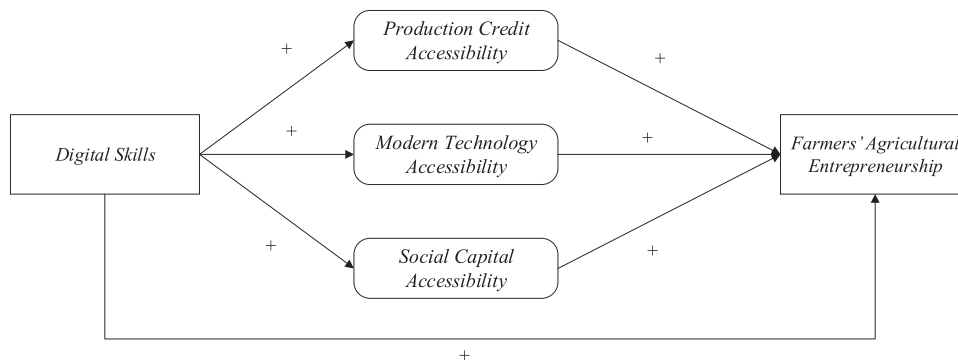 Production Credit
Accessibility
+
+
Digital Skills
+
Modern Technology
Accessibility
+
Farmers' Agricultural
Entrepreneurship
+
Social Capital
Accessibility
+
+